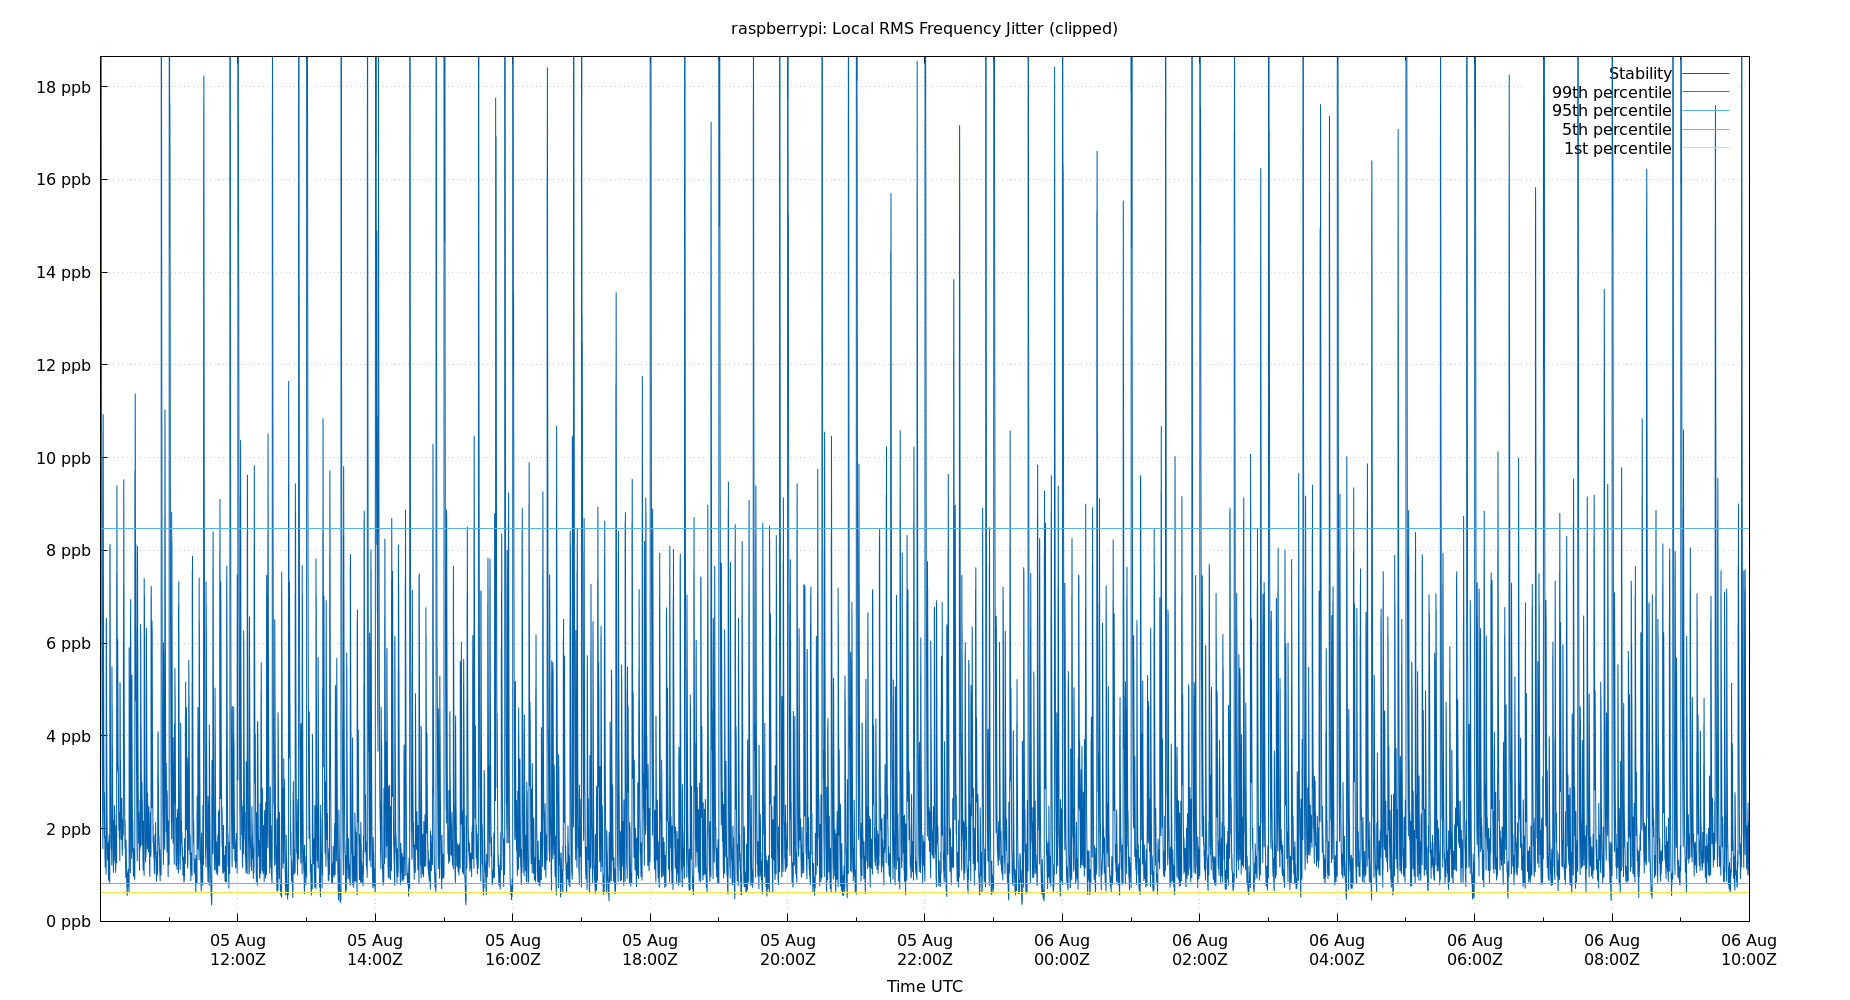 raspberrypi: Local RMS Frequency Jitter (clipped)
Stability
99th percentile
95th percentile
5th percentile
1st percentile
18 ppb
16 ppb
14 ppb
12 ppb
10 ppb
8 ppb
6 ppb
4 ppb
2 ppb
0 ppb
05 Aug 05 Aug 05 Aug 05 Aug 05 Aug 05 Aug 06 Aug 06 Aug 06 Aug 06 Aug 06 Aug 06 Aug
12:00Z 14:00Z 16:00Z 18:00Z 20:00Z 22:00Z 00:00Z 02:00Z 04:00Z 06:00Z 08:00Z 10:00Z
Time UTC